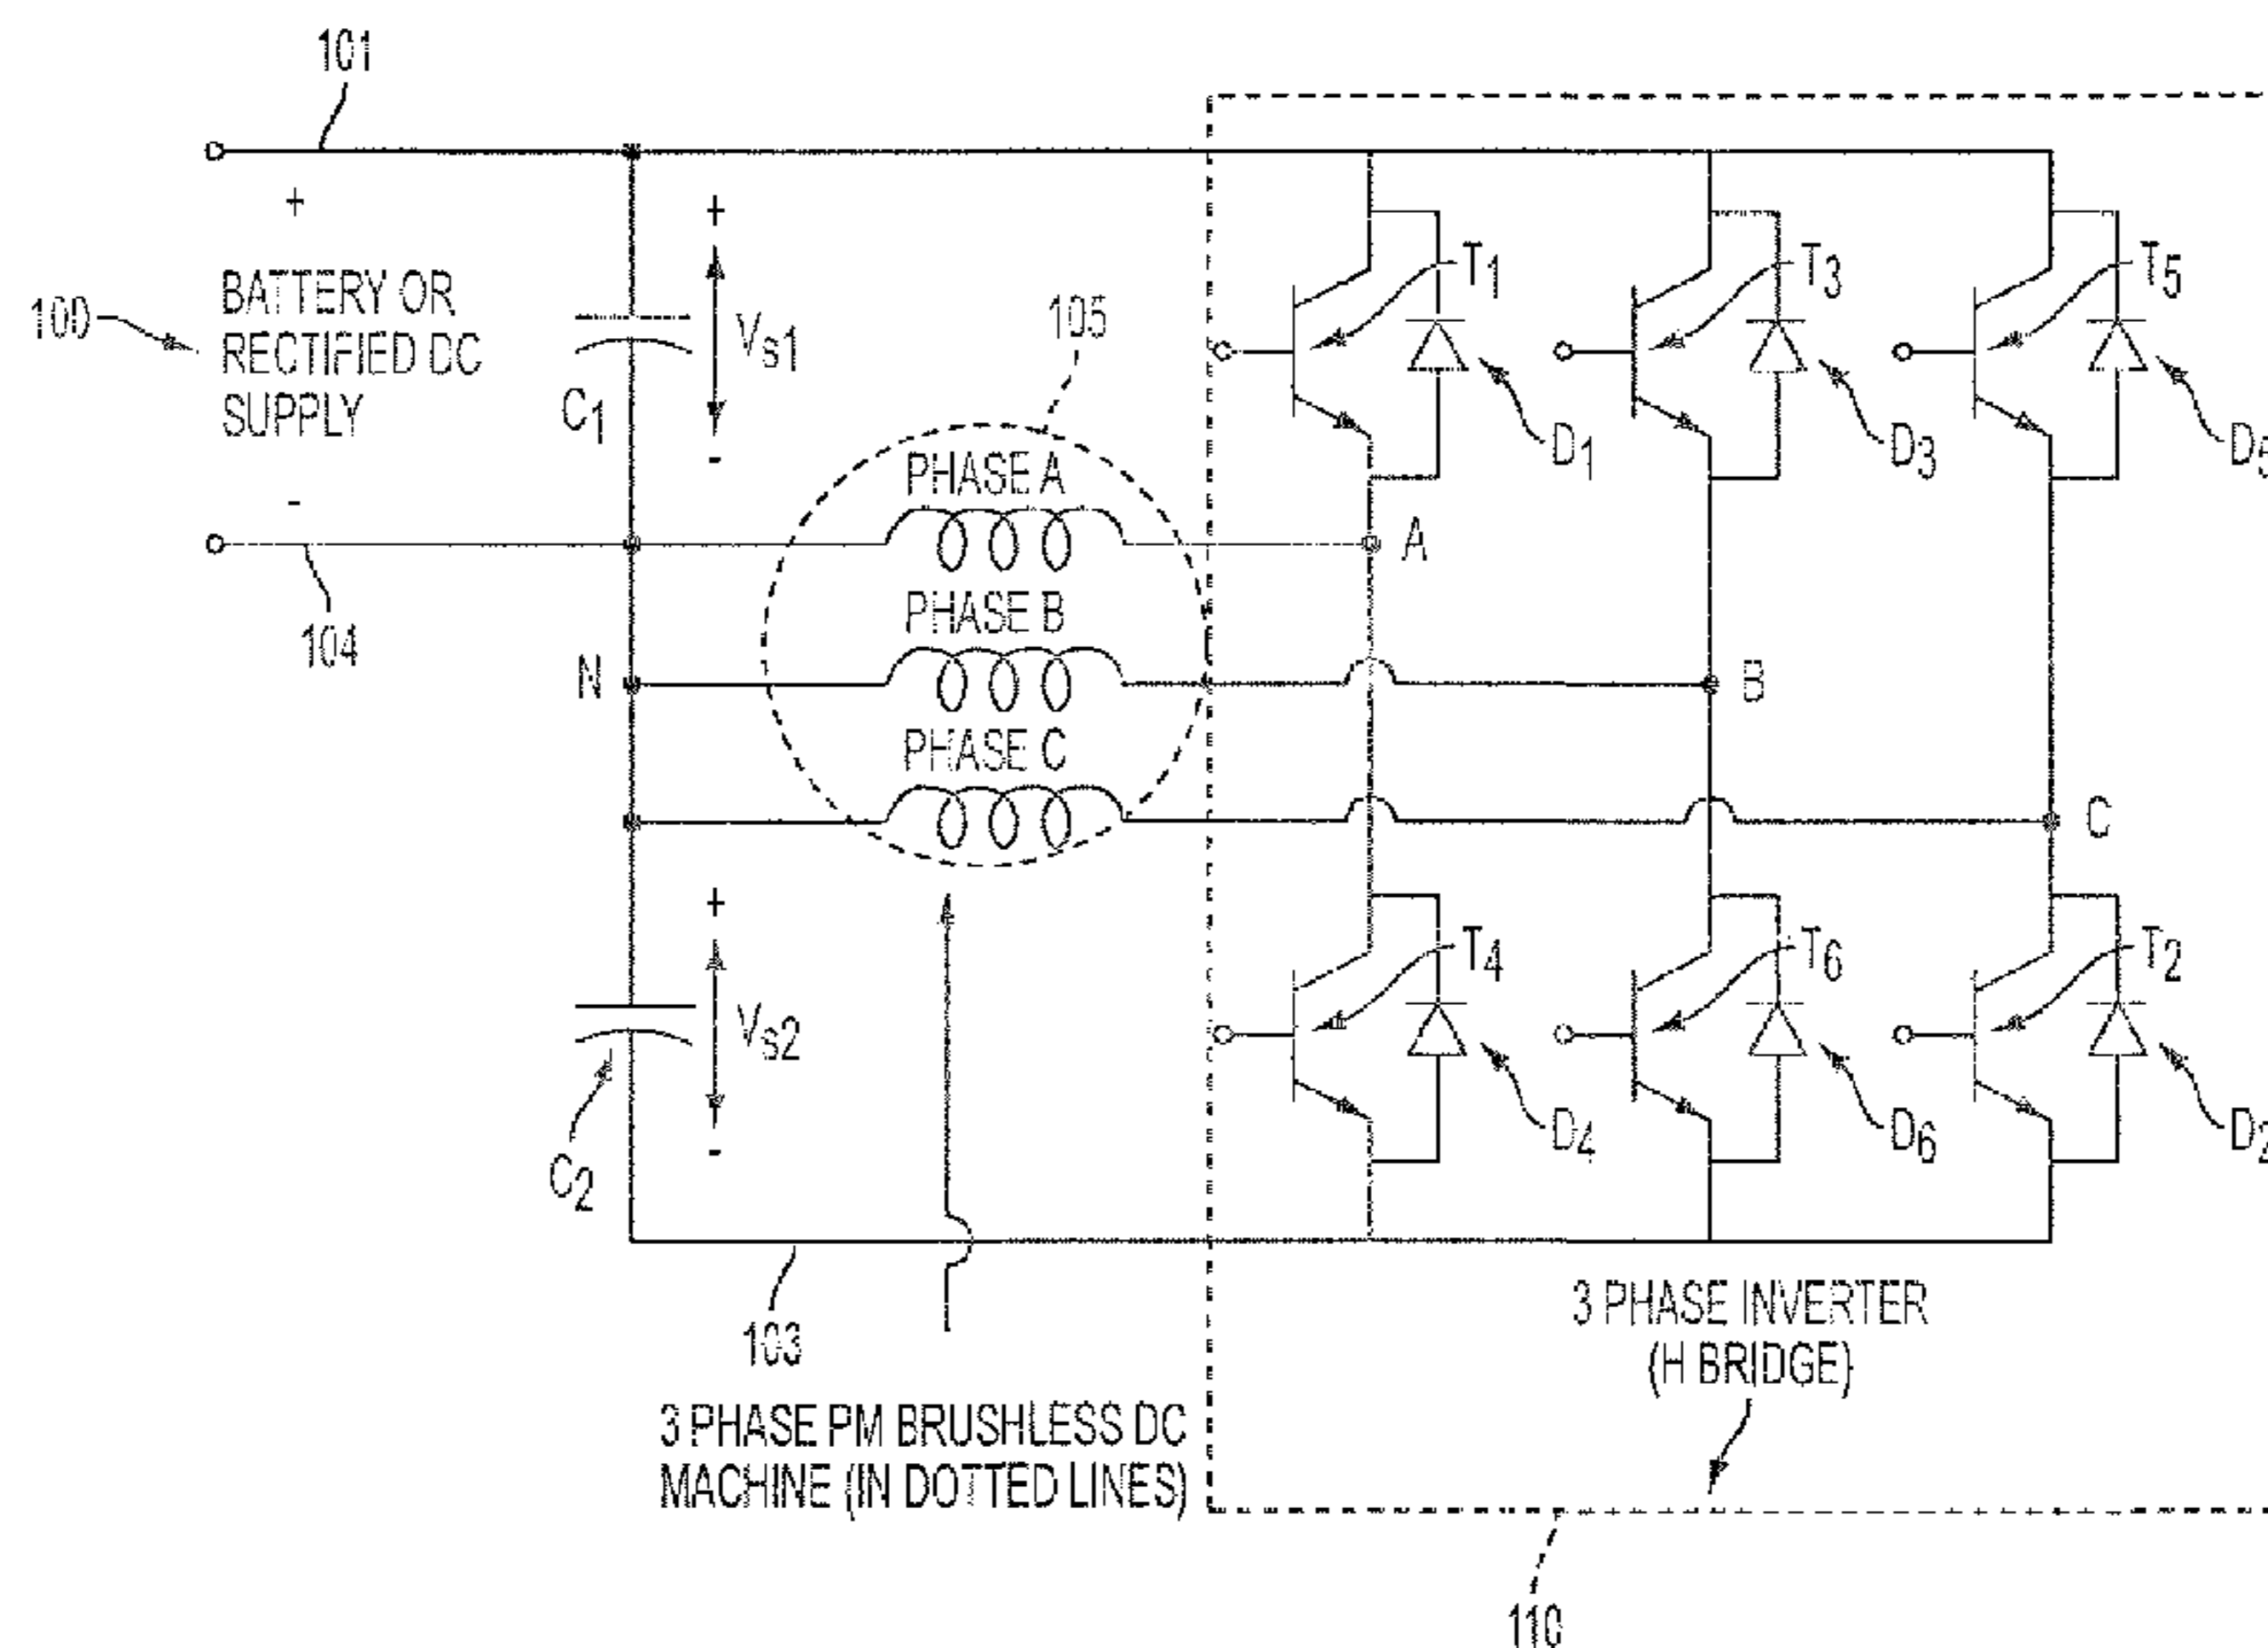 101
+
BATTERY OR
RECTIFIED DC
SUPPLY
-
100
104
C1
+
Vs1
-
105
PHASE A
PHASE B
PHASE C
N
+
Vs2
-
C2
103
3 PHASE PM BRUSHLESS DC
MACHINE (IN DOTTED LINES)
T1
D1
T3
D3
T5
D5
A
B
C
T4
D4
T6
D6
T2
D2
3 PHASE INVERTER
(H BRIDGE)
110